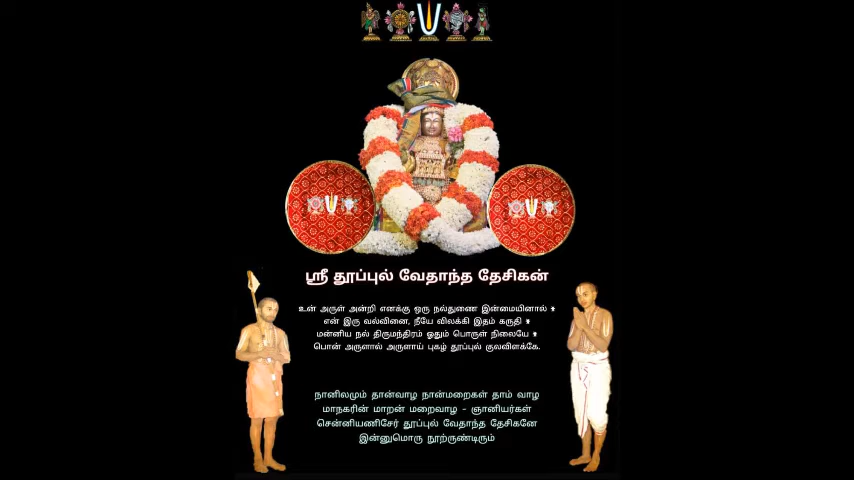 ஸ்ரீ தூப்புல் வேதாந்த தேசிகன்
உன் அருள் அன்றி எனக்கு ஒரு நல்துணை இன்மையினால் *
என் இரு வல்வினை, நீயே விலக்கி இதம் கருதி *
மன்னிய நல் திருமந்திரம் ஓதும் பொருள் நிலையே *
பொன் அருளால் அருளாய் புகழ் தூப்புல் குலவிளக்கே.
நானிலமும் தான்வாழ நான்மறைகள் தாம் வாழ
மாநகரின் மாறன் மறைவாழ - ஞானியர்கள்
சென்னியணிசேர் தூப்புல் வேதாந்த தேசிகனே
இன்னுமொரு நூற்றுண்டிரும்